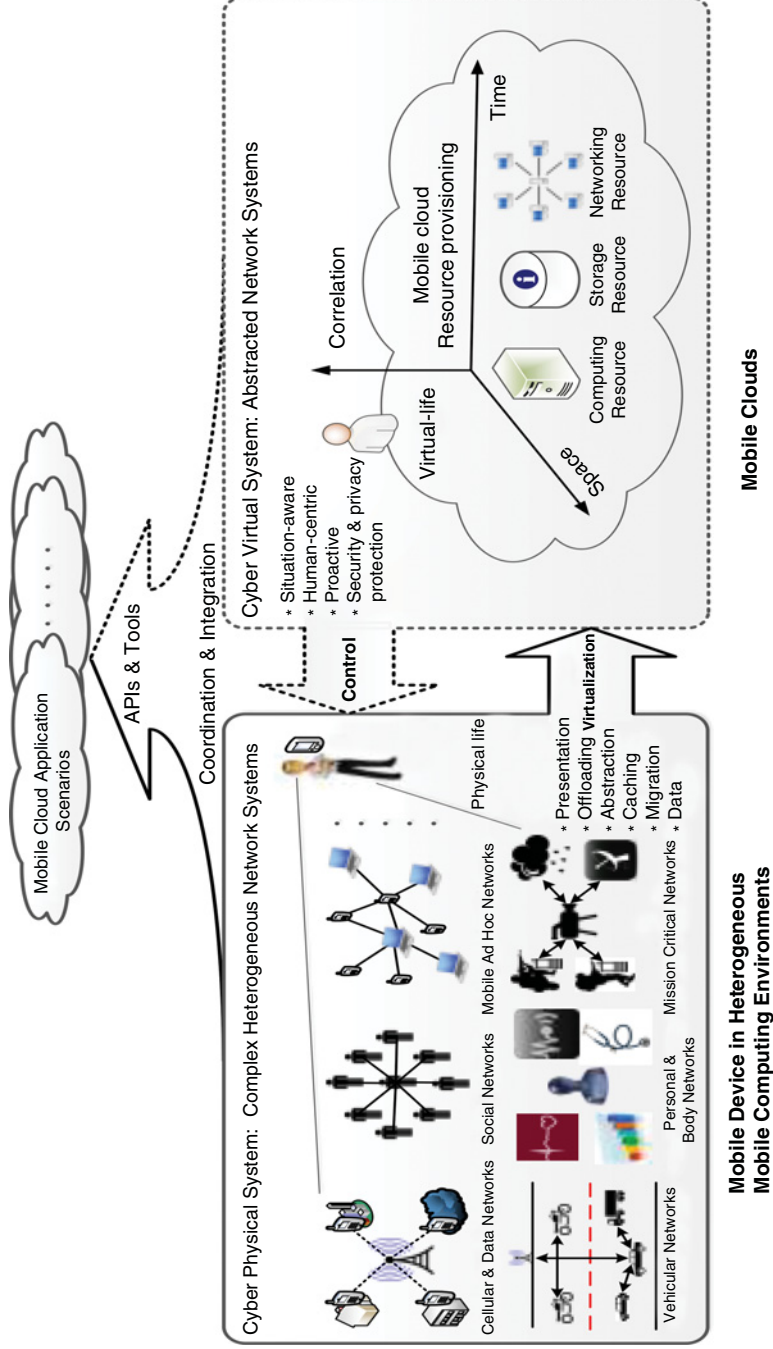 Mobile Cloud Application
Scenarios
APIs & Tools
Coordination & Integration
Cyber Physical System: Complex Heterogeneous Network Systems
Cellular & Data Networks
Social Networks
Mobile Ad Hoc Networks
Physical life
Vehicular Networks
Personal &
Body Networks
Mission Critical Networks
Control
* Presentation
* Offloading
* Abstraction
* Caching
* Migration
* Data
Virtualization
Cyber Virtual System: Abstracted Network Systems
* Situation-aware
* Human-centric
* Proactive
* Security & privacy
protection
Correlation
Virtual-life
Mobile cloud
Resource provisioning
Time
Space
Computing
Resource
Storage
Resource
Networking
Resource
Mobile Device in Heterogeneous
Mobile Computing Environments
Mobile Clouds